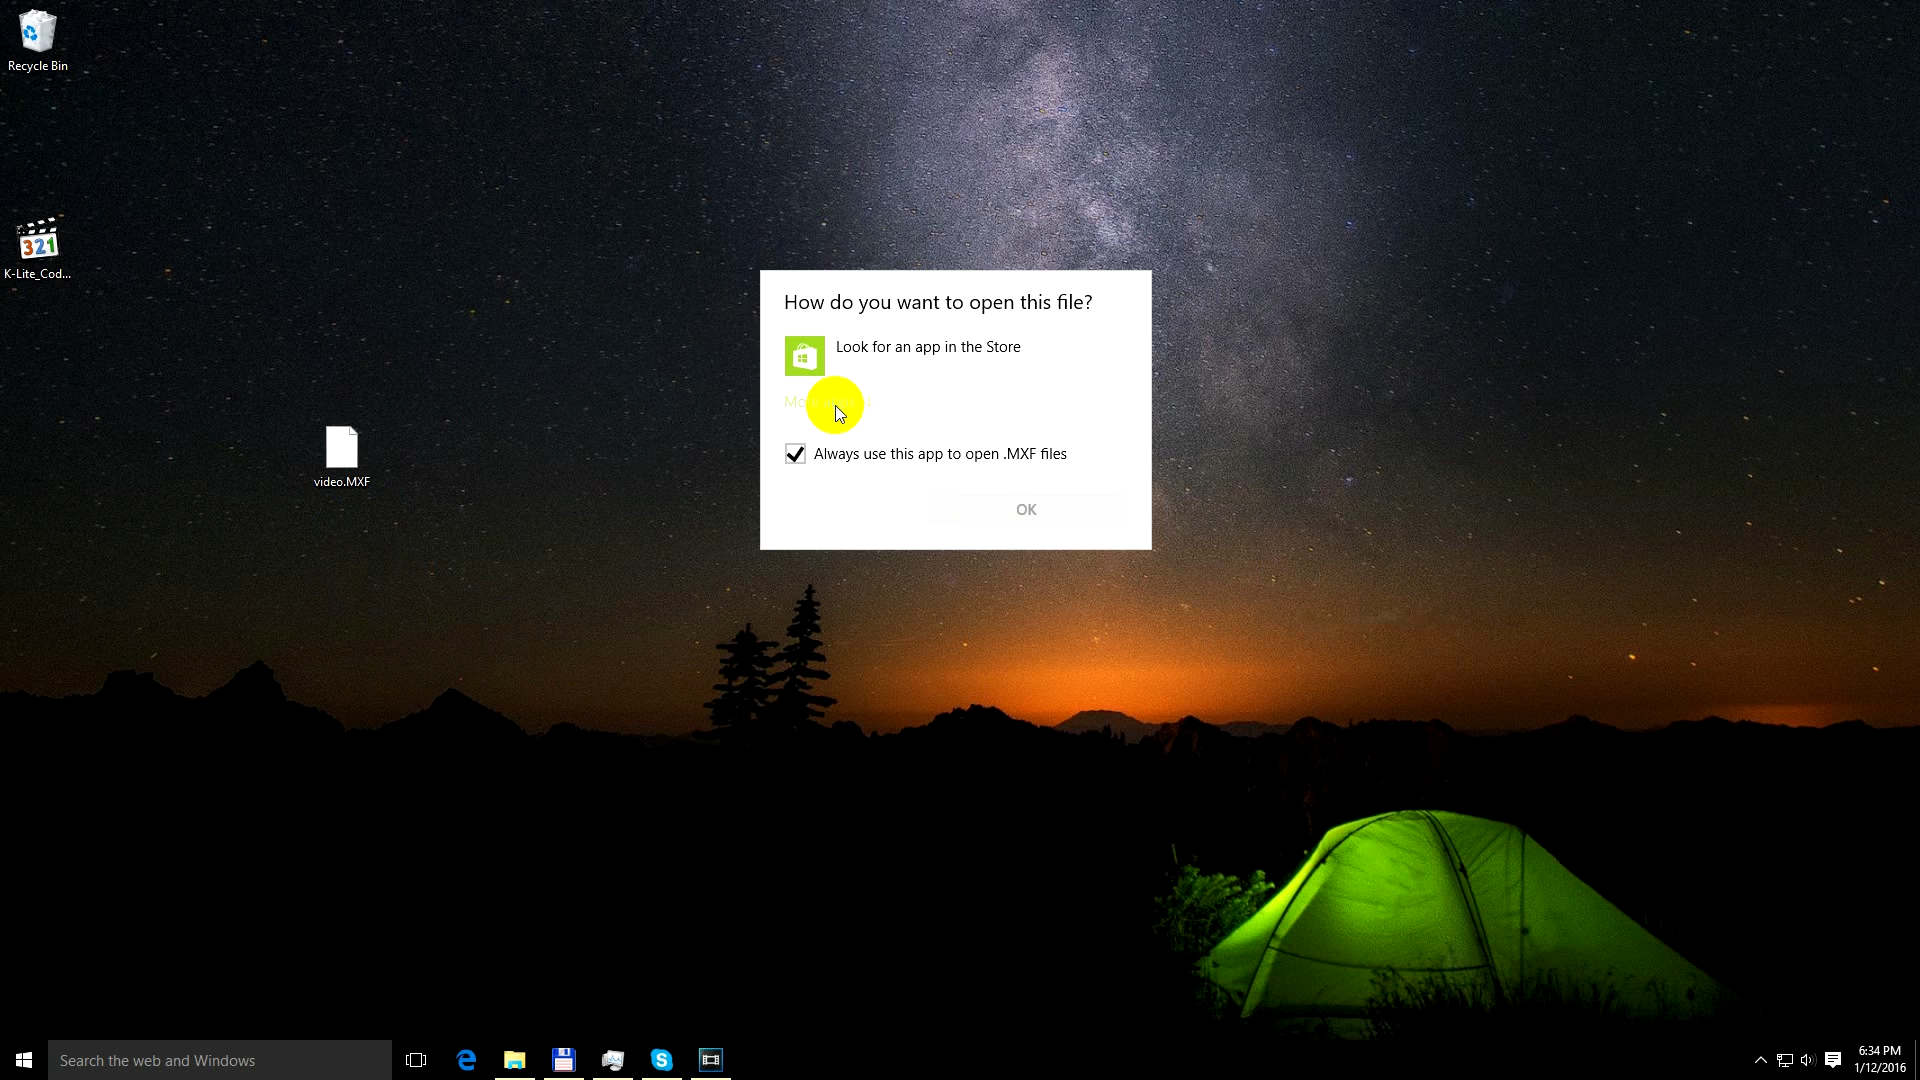 Recycle Bin
K-Lite_Cod...
321
video.MXF
How do you want to open this file?
Look for an app in the Store
Always use this app to open .MXF files
OK
Search the web and Windows
6:34 PM
1/12/2016